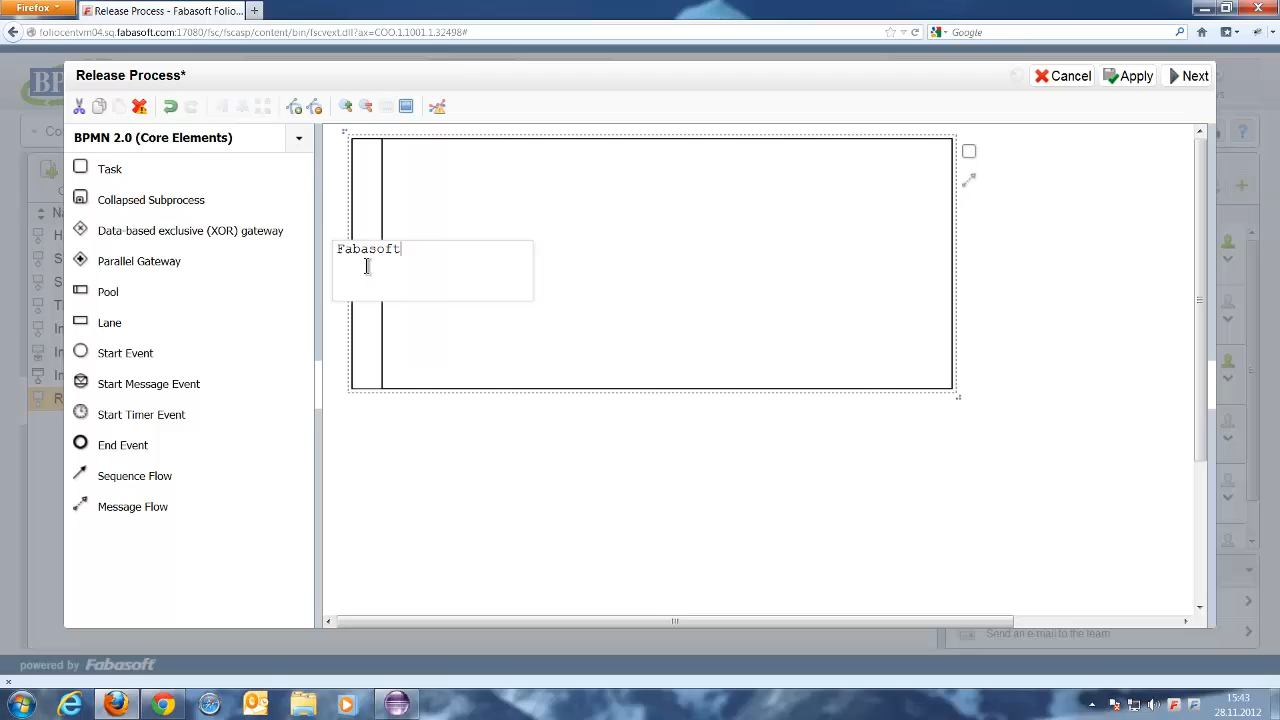 Firefox
Release Process - Fabasoft Folio...
foliocentvm04.sq.fabasoft.com:17080/fsc/fscasp/content/bin/fscvext.dll?ax=COO.1.1001.1.32498#
Google
Release Process*
Cancel
Apply
Next
BPMN 2.0 (Core Elements)
Task
Collapsed Subprocess
Data-based exclusive (XOR) gateway
Parallel Gateway
Pool
Lane
Start Event
Start Message Event
Start Timer Event
End Event
Sequence Flow
Message Flow
Fabasoft
Send an e-mail to the team
powered by Fabasoft
15:43
28.11.2012